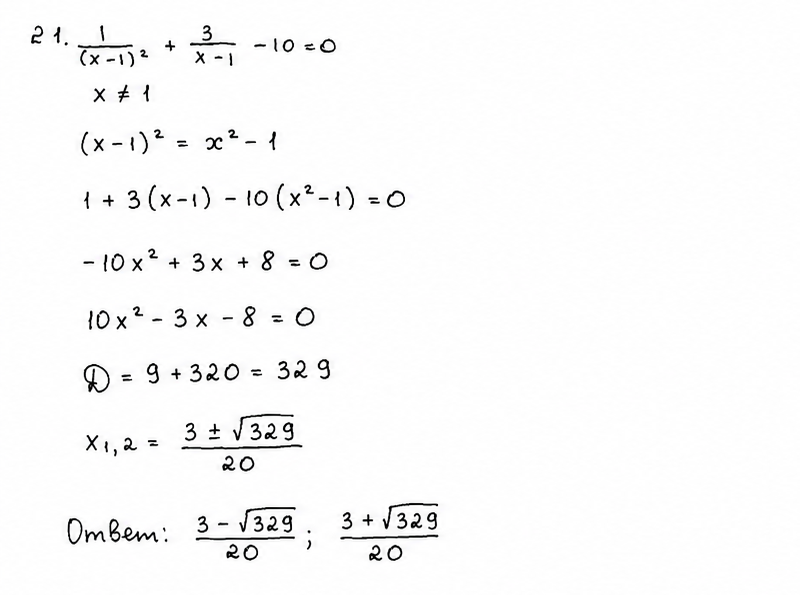 21. 1/(x-1)² + 3/(x-1) - 10 = 0
x ≠ 1
(x-1)² = x² - 1
1 + 3(x-1) - 10(x²-1) = 0
-10x² + 3x + 8 = 0
10x² - 3x - 8 = 0
D = 9 + 320 = 329
x₁,₂ = (3 ± √329)/20
Ответ: (3 - √329)/20 ; (3 + √329)/20